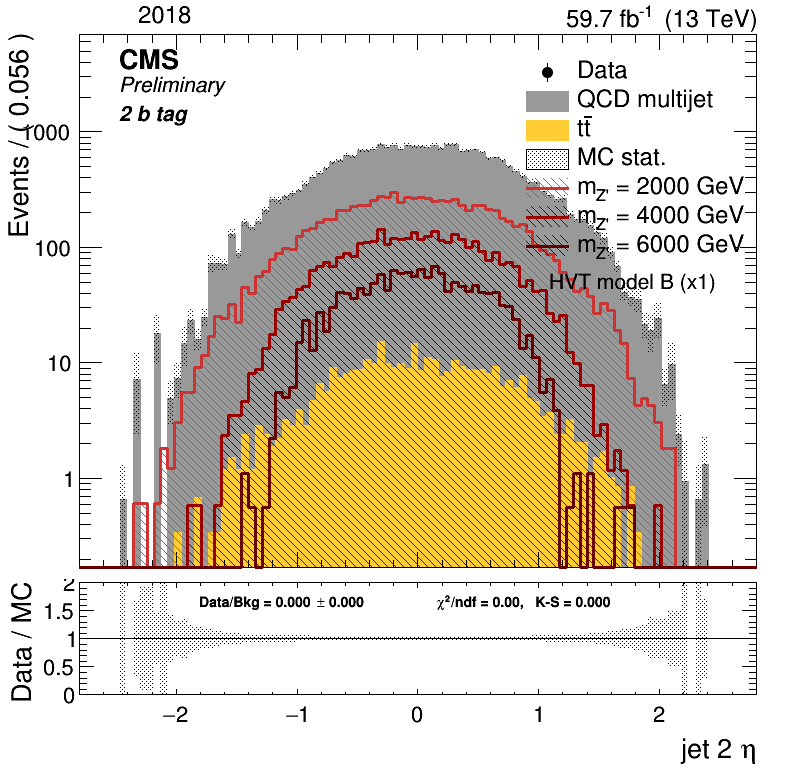 2018
59.7 fb⁻¹ (13 TeV)
CMS
Preliminary
2 b tag
Data
QCD multijet
tt̄
MC stat.
m_Z' = 2000 GeV
m_Z' = 4000 GeV
m_Z' = 6000 GeV
HVT model B (x1)
Events / ( 0.056 )
1000
100
10
1
Data/Bkg = 0.000 ± 0.000
χ²/ndf = 0.00, K-S = 0.000
Data / MC
2
1.5
1
0.5
0
−2
−1
0
1
2
jet 2 η